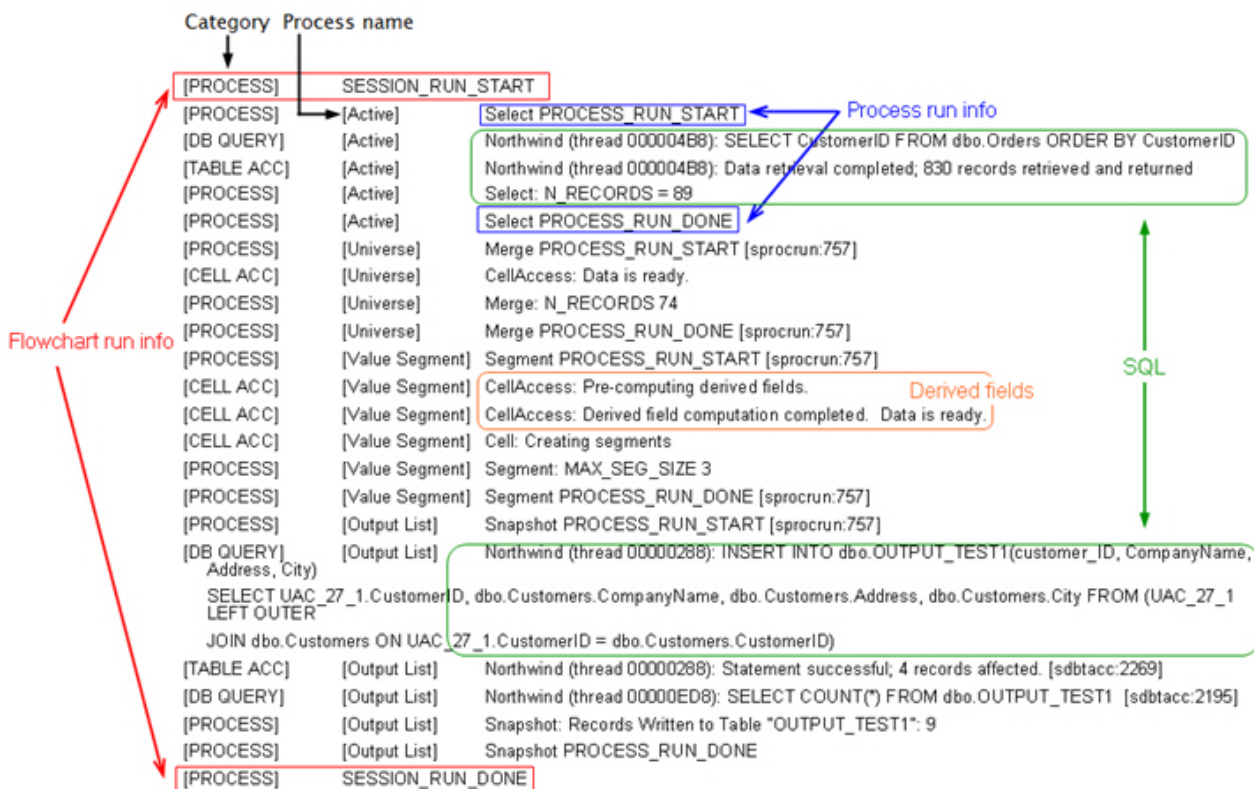 Category Process name
[PROCESS] SESSION_RUN_START
[PROCESS] [Active] Select PROCESS_RUN_START Process run info
[DB QUERY] [Active] Northwind (thread 000004B8): SELECT CustomerID FROM dbo.Orders ORDER BY CustomerID
[TABLE ACC] [Active] Northwind (thread 000004B8): Data retrieval completed; 830 records retrieved and returned
[PROCESS] [Active] Select: N_RECORDS = 89
[PROCESS] [Active] Select PROCESS_RUN_DONE
[PROCESS] [Universe] Merge PROCESS_RUN_START [sprocrun:757]
[CELL ACC] [Universe] CellAccess: Data is ready.
[PROCESS] [Universe] Merge: N_RECORDS 74
[PROCESS] [Universe] Merge PROCESS_RUN_DONE [sprocrun:757]
Flowchart run info
[PROCESS] [Value Segment] Segment PROCESS_RUN_START [sprocrun:757]
SQL
[CELL ACC] [Value Segment] CellAccess: Pre-computing derived fields. Derived fields
[CELL ACC] [Value Segment] CellAccess: Derived field computation completed. Data is ready.
[CELL ACC] [Value Segment] Cell: Creating segments
[PROCESS] [Value Segment] Segment: MAX_SEG_SIZE 3
[PROCESS] [Value Segment] Segment PROCESS_RUN_DONE [sprocrun:757]
[PROCESS] [Output List] Snapshot PROCESS_RUN_START [sprocrun:757]
[DB QUERY] [Output List] Northwind (thread 00000288): INSERT INTO dbo.OUTPUT_TEST1(customer_ID, CompanyName,
Address, City)
SELECT UAC_27_1.CustomerID, dbo.Customers.CompanyName, dbo.Customers.Address, dbo.Customers.City FROM (UAC_27_1
LEFT OUTER
JOIN dbo.Customers ON UAC_27_1.CustomerID = dbo.Customers.CustomerID)
[TABLE ACC] [Output List] Northwind (thread 00000288): Statement successful; 4 records affected. [sdbtacc:2269]
[DB QUERY] [Output List] Northwind (thread 00000ED8): SELECT COUNT(*) FROM dbo.OUTPUT_TEST1 [sdbtacc:2195]
[PROCESS] [Output List] Snapshot: Records Written to Table "OUTPUT_TEST1": 9
[PROCESS] [Output List] Snapshot PROCESS_RUN_DONE
[PROCESS] SESSION_RUN_DONE